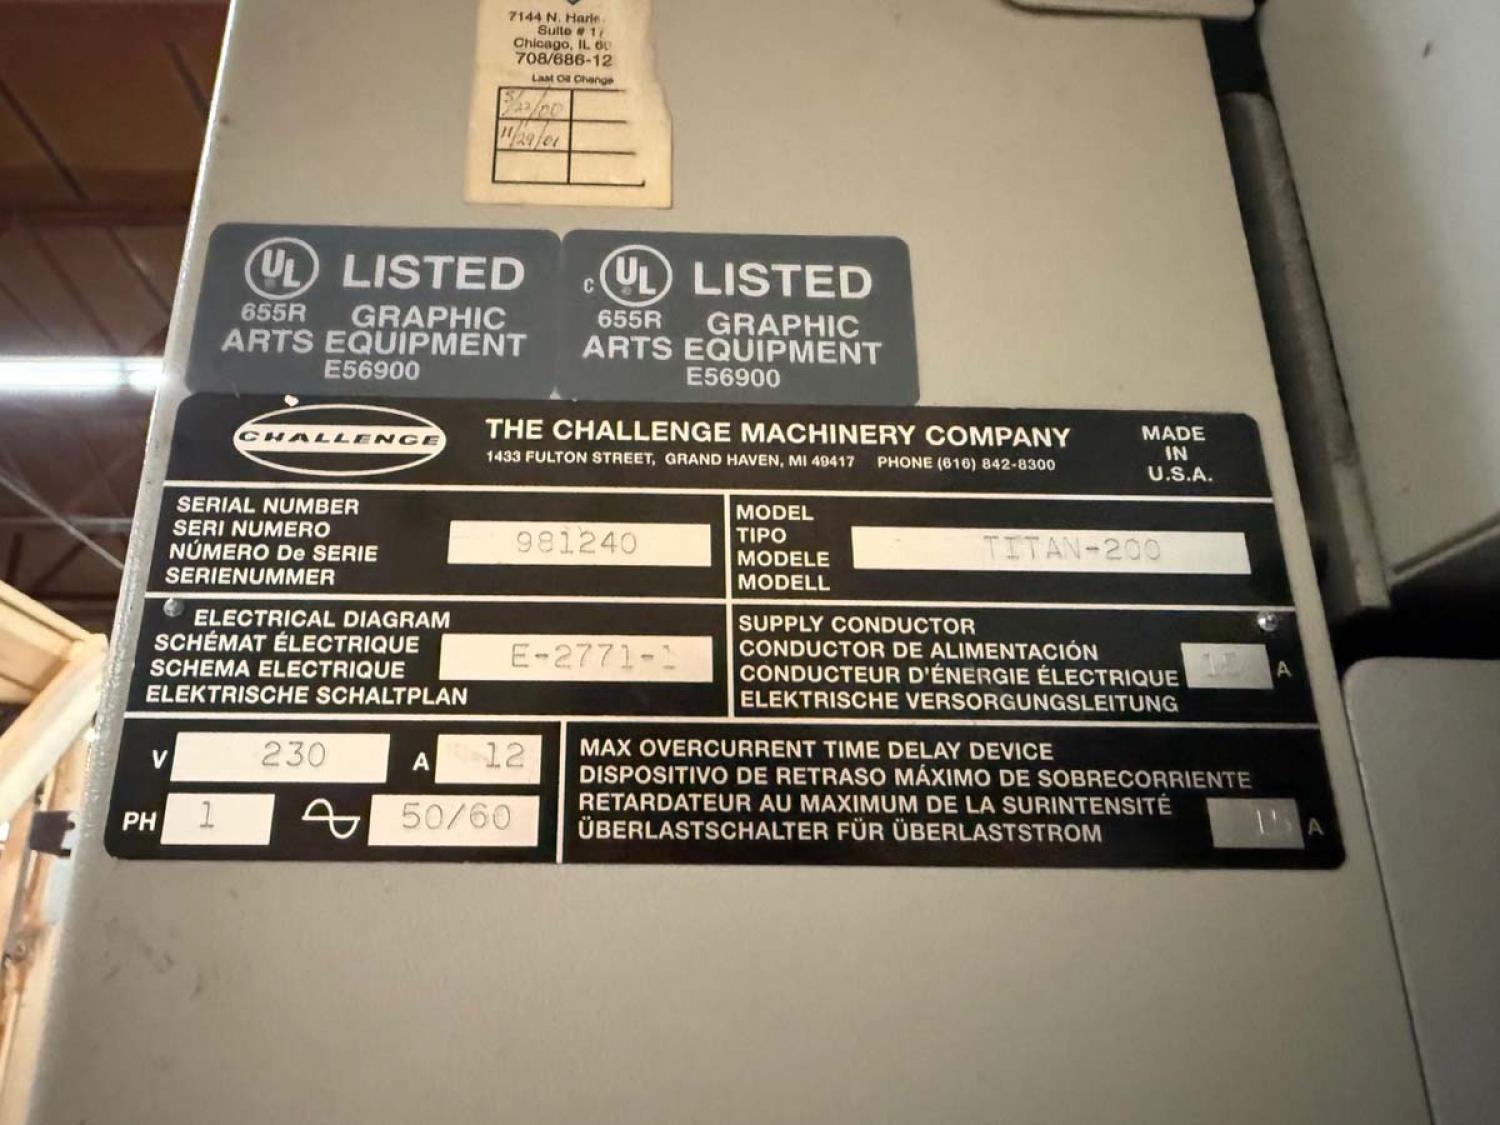 7144 N. Harle
Suite # 17
Chicago, IL 60
708/686-12
Last Oil Change
5/22/00
11/29/01
UL LISTED
655R GRAPHIC
ARTS EQUIPMENT
E56900
c UL LISTED
655R GRAPHIC
ARTS EQUIPMENT
E56900
CHALLENGE
THE CHALLENGE MACHINERY COMPANY
1433 FULTON STREET, GRAND HAVEN, MI 49417 PHONE (616) 842-8300
MADE
IN
U.S.A.
SERIAL NUMBER
SERI NUMERO
NÚMERO De SERIE
SERIENUMMER
981240
MODEL
TIPO
MODELE
MODELL
TITAN-200
ELECTRICAL DIAGRAM
SCHÉMAT ÉLECTRIQUE
SCHEMA ELECTRIQUE
ELEKTRISCHE SCHALTPLAN
E-2771-1
SUPPLY CONDUCTOR
CONDUCTOR DE ALIMENTACIÓN
CONDUCTEUR D'ÉNERGIE ÉLECTRIQUE
ELEKTRISCHE VERSORGUNGSLEITUNG
A
V 230 A 12
PH 1 50/60
MAX OVERCURRENT TIME DELAY DEVICE
DISPOSITIVO DE RETRASO MÁXIMO DE SOBRECORRIENTE
RETARDATEUR AU MAXIMUM DE LA SURINTENSITÉ
ÜBERLASTSCHALTER FÜR ÜBERLASTSTROM
15 A